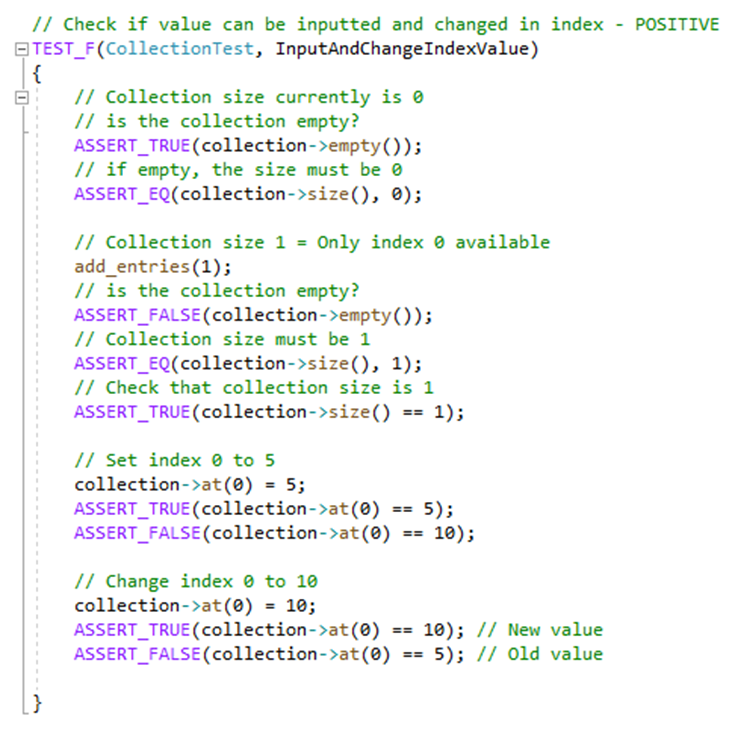 // Check if value can be inputted and changed in index - POSITIVE
TEST_F(CollectionTest, InputAndChangeIndexValue)
{
// Collection size currently is 0
// is the collection empty?
ASSERT_TRUE(collection->empty());
// if empty, the size must be 0
ASSERT_EQ(collection->size(), 0);
// Collection size 1 = Only index 0 available
add_entries(1);
// is the collection empty?
ASSERT_FALSE(collection->empty());
// Collection size must be 1
ASSERT_EQ(collection->size(), 1);
// Check that collection size is 1
ASSERT_TRUE(collection->size() == 1);
// Set index 0 to 5
collection->at(0) = 5;
ASSERT_TRUE(collection->at(0) == 5);
ASSERT_FALSE(collection->at(0) == 10);
// Change index 0 to 10
collection->at(0) = 10;
ASSERT_TRUE(collection->at(0) == 10); // New value
ASSERT_FALSE(collection->at(0) == 5); // Old value
}